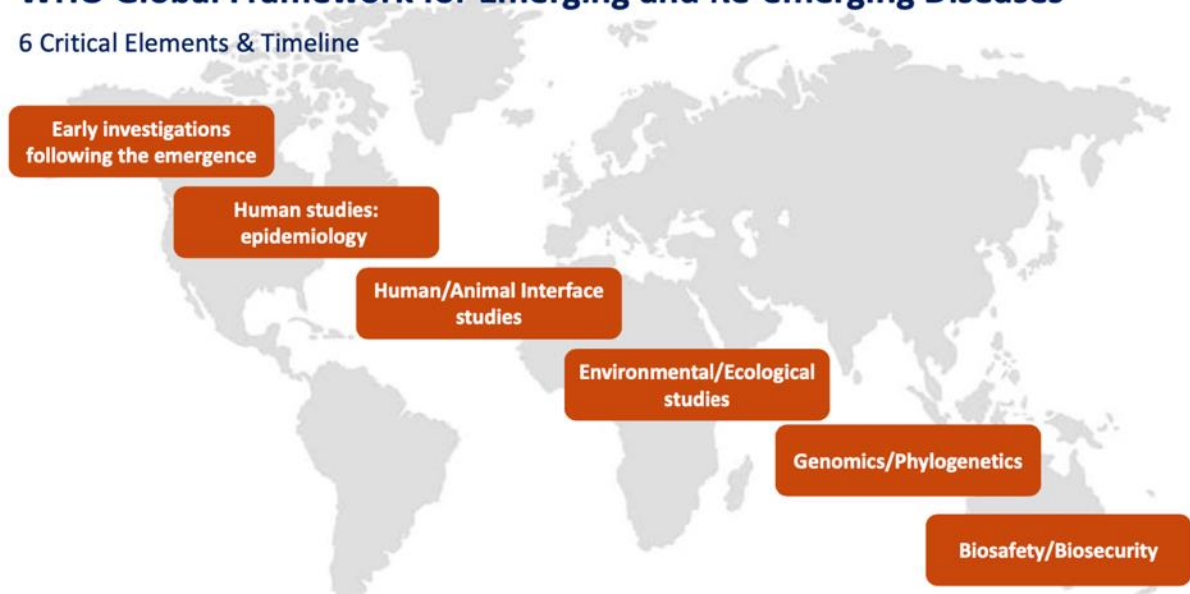 WHO Global Framework for Emerging and Re-emerging Diseases
6 Critical Elements & Timeline
Early investigations
following the emergence
Human studies:
epidemiology
Human/Animal Interface
studies
Environmental/Ecological
studies
Genomics/Phylogenetics
Biosafety/Biosecurity